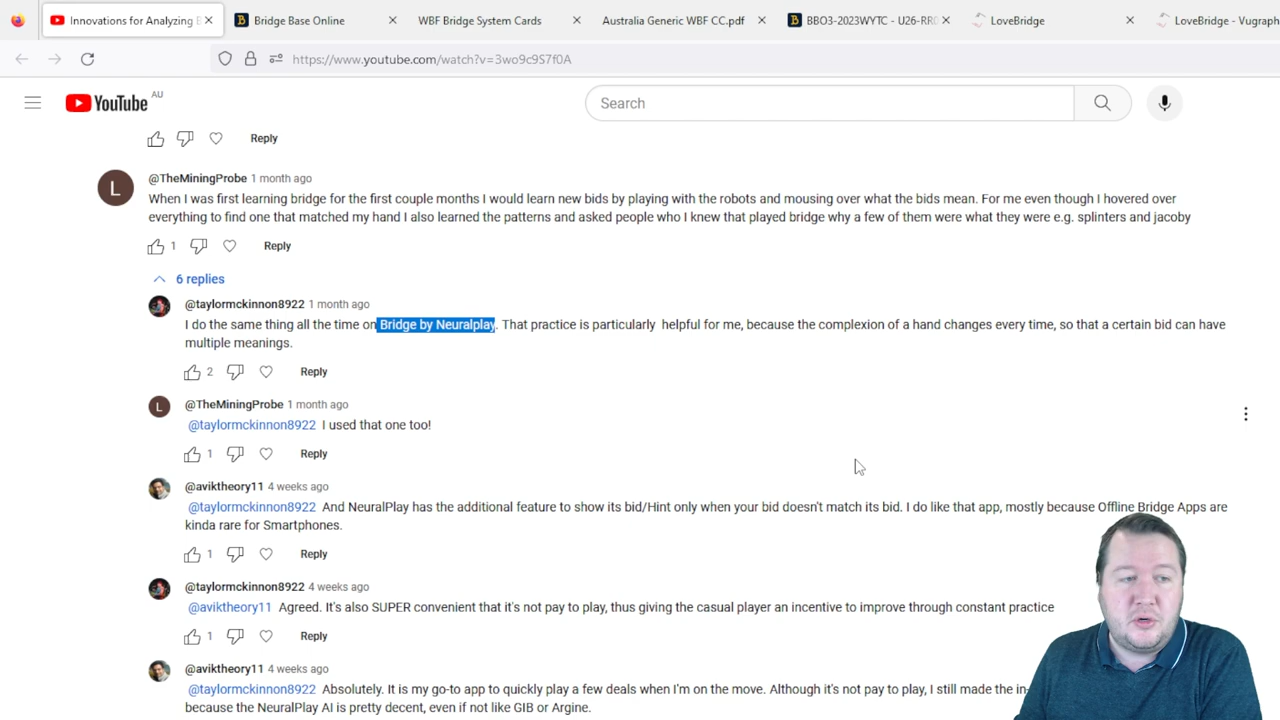 Innovations for Analyzing B
Bridge Base Online
WBF Bridge System Cards
Australia Generic WBF CC.pdf
BBO3-2023WYTC - U26-RRO
LoveBridge
LoveBridge - Vugraph
https://www.youtube.com/watch?v=3wo9c9S7f0A
YouTube AU
Search
Reply
L
@TheMiningProbe 1 month ago
When I was first learning bridge for the first couple months I would learn new bids by playing with the robots and mousing over what the bids mean. For me even though I hovered over
everything to find one that matched my hand I also learned the patterns and asked people who I knew that played bridge why a few of them were what they were e.g. splinters and jacoby
1 Reply
6 replies
@taylormckinnon8922 1 month ago
I do the same thing all the time on Bridge by Neuralplay. That practice is particularly helpful for me, because the complexion of a hand changes every time, so that a certain bid can have
multiple meanings.
2 Reply
L
@TheMiningProbe 1 month ago
@taylormckinnon8922 I used that one too!
1 Reply
@aviktheory11 4 weeks ago
@taylormckinnon8922 And NeuralPlay has the additional feature to show its bid/Hint only when your bid doesn't match its bid. I do like that app, mostly because Offline Bridge Apps are
kinda rare for Smartphones.
1 Reply
@taylormckinnon8922 4 weeks ago
@aviktheory11 Agreed. It's also SUPER convenient that it's not pay to play, thus giving the casual player an incentive to improve through constant practice
1 Reply
@aviktheory11 4 weeks ago
@taylormckinnon8922 Absolutely. It is my go-to app to quickly play a few deals when I'm on the move. Although it's not pay to play, I still made the in-
because the NeuralPlay AI is pretty decent, even if not like GIB or Argine.